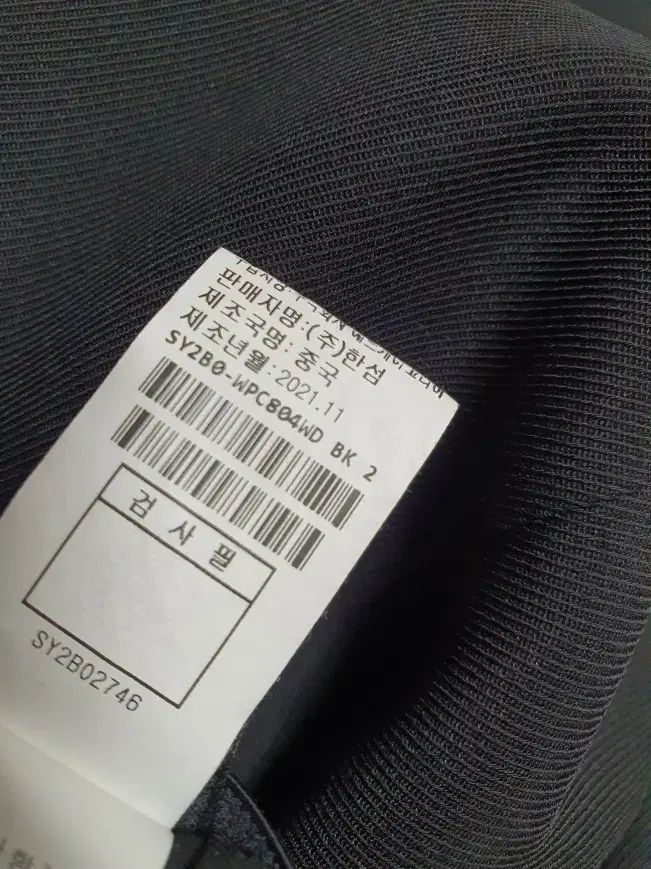 판매자명:(주)한섬
제조국명: 중국
제조년월:2021.11
SY2B0-WPC804WD BK 2
검 사 필
SY2B02746